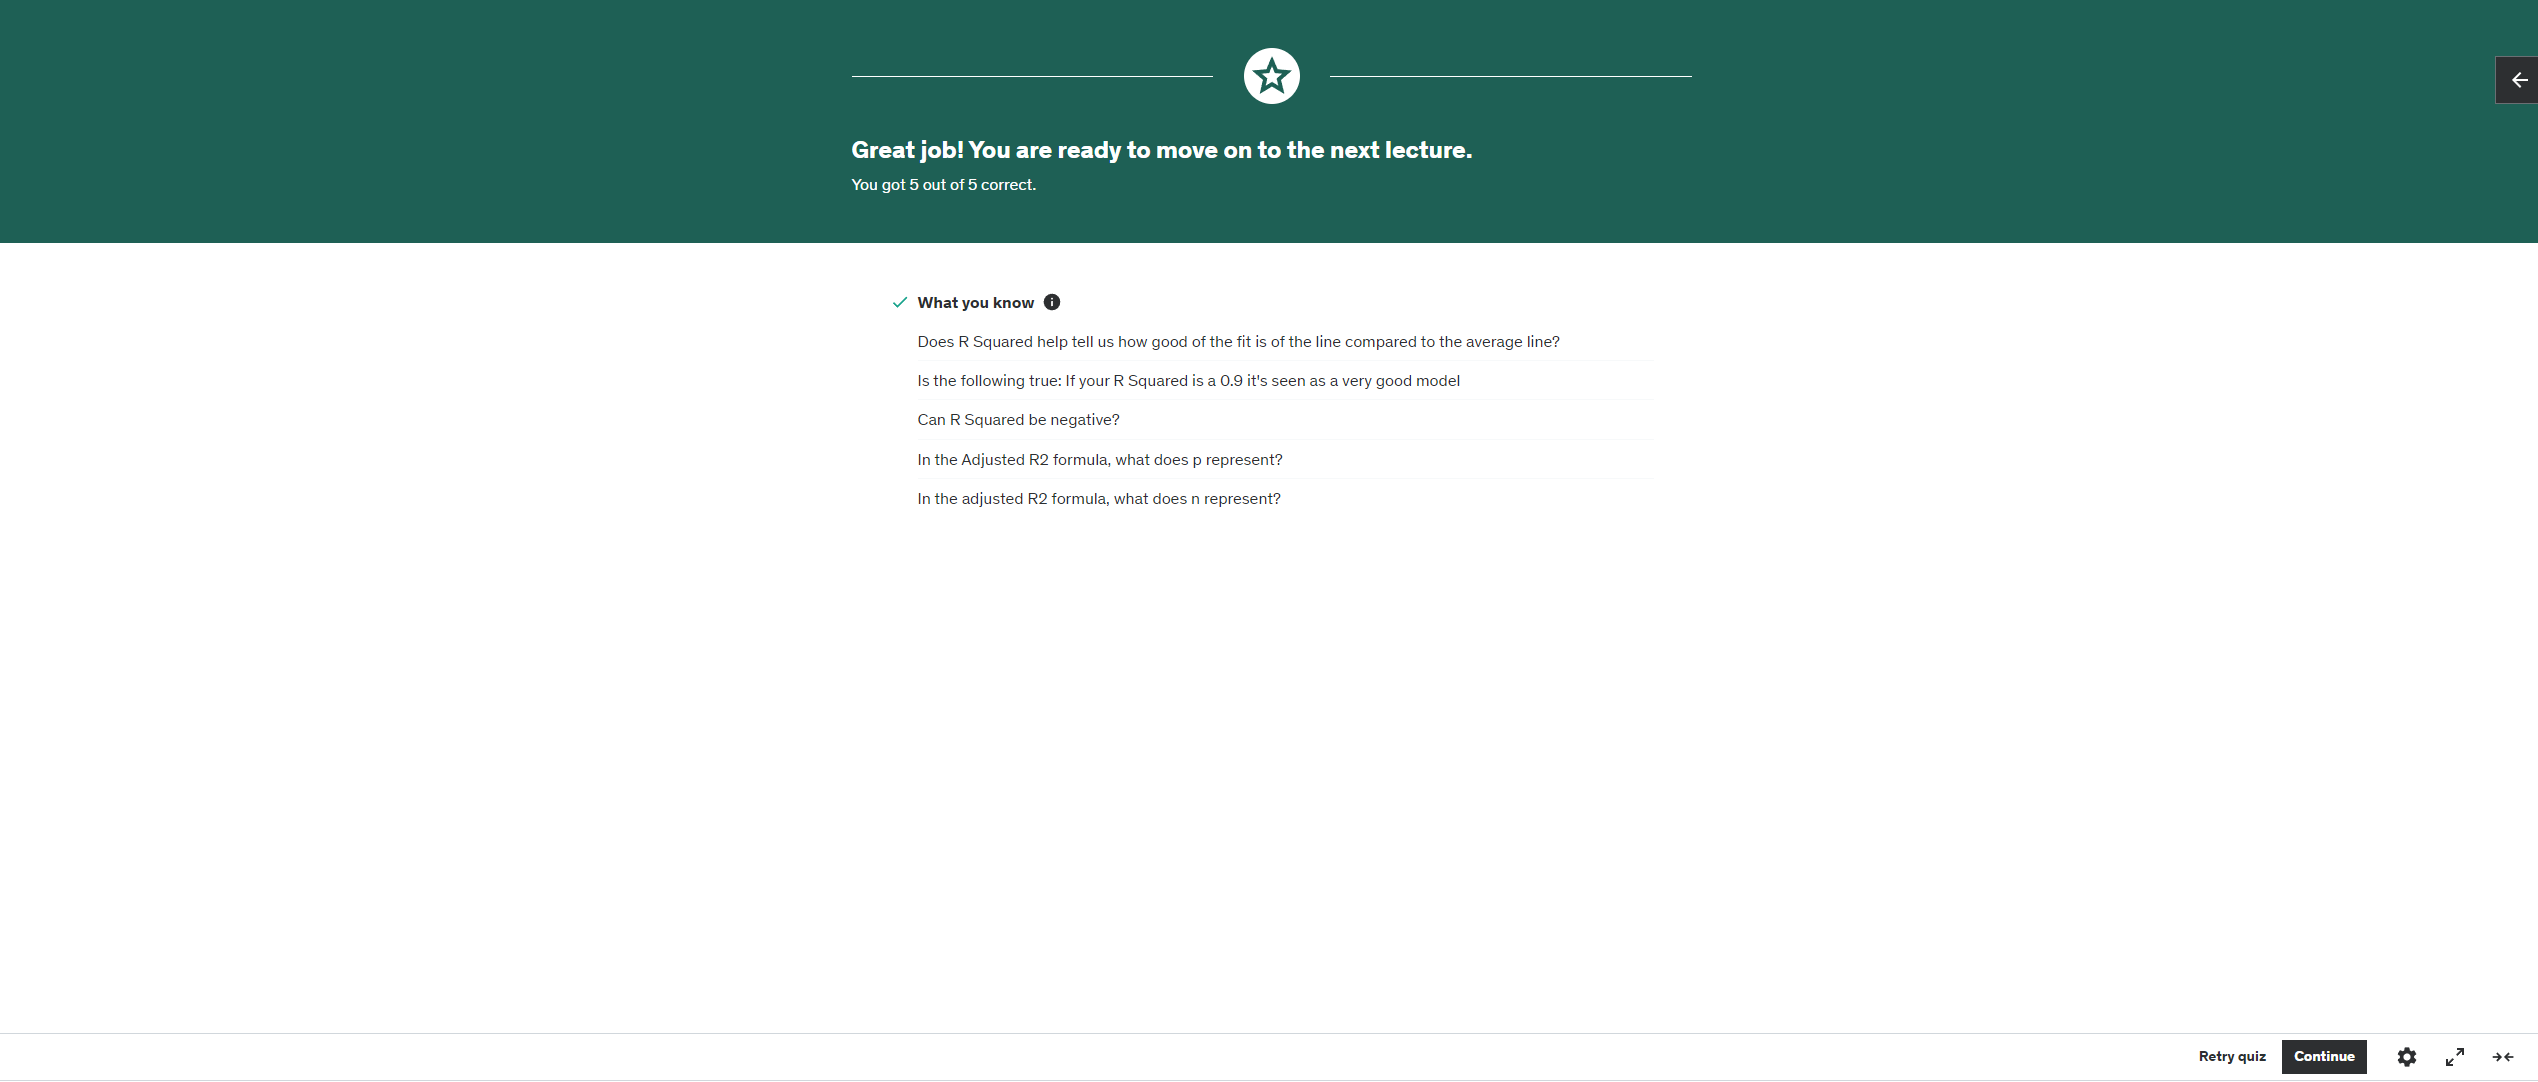 Great job! You are ready to move on to the next lecture.
You got 5 out of 5 correct.
What you know
Does R Squared help tell us how good of the fit is of the line compared to the average line?
Is the following true: If your R Squared is a 0.9 it's seen as a very good model
Can R Squared be negative?
In the Adjusted R2 formula, what does p represent?
In the adjusted R2 formula, what does n represent?
Retry quiz
Continue